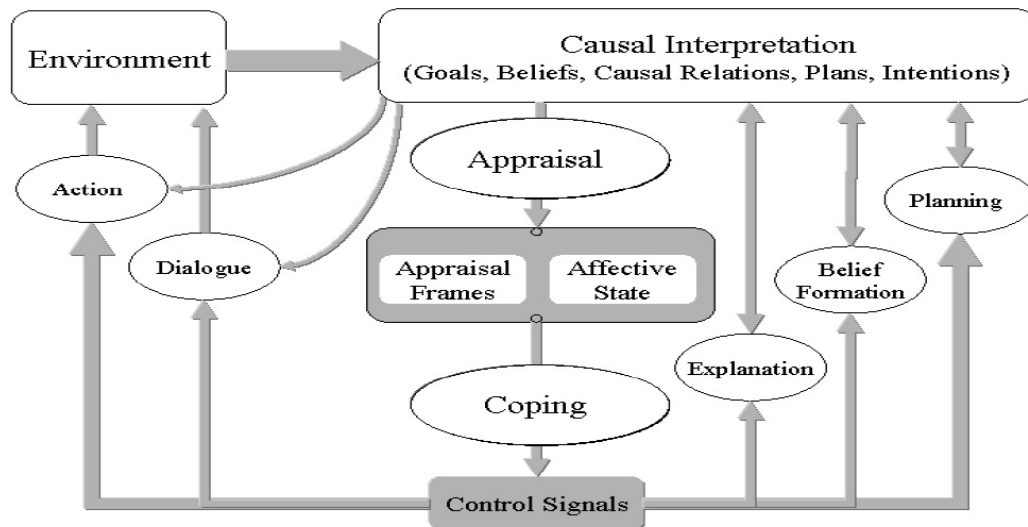 Environment
Causal Interpretation
(Goals, Beliefs, Causal Relations, Plans, Intentions)
Appraisal
Action
Planning
Dialogue
Appraisal
Frames
Affective
State
Belief
Formation
Explanation
Coping
Control Signals